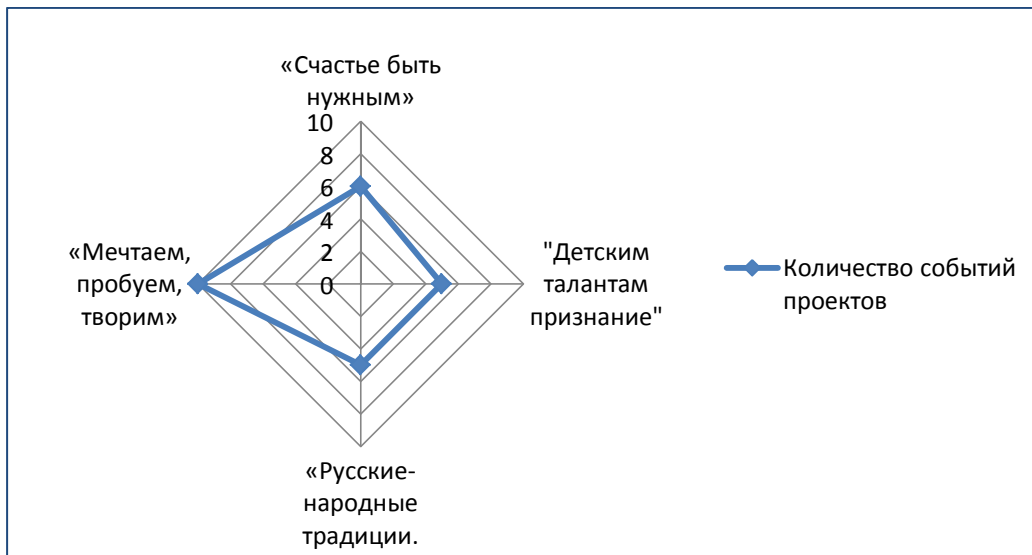 «Счастье быть
нужным»
10
8
6
4
2
0
«Мечтаем,
пробуем,
творим»
"Детским
талантам
признание"
«Русские-
народные
традиции.
Количество событий
проектов